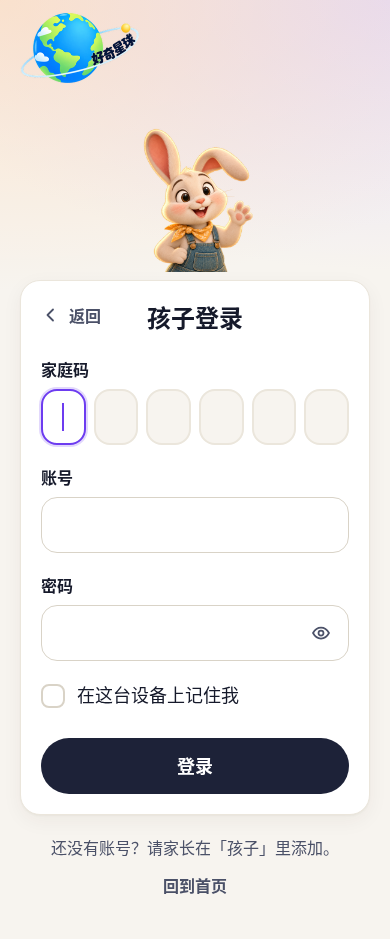 好奇星球
返回
孩子登录
家庭码
账号
密码
在这台设备上记住我
登录
还没有账号？请家长在「孩子」里添加。
回到首页